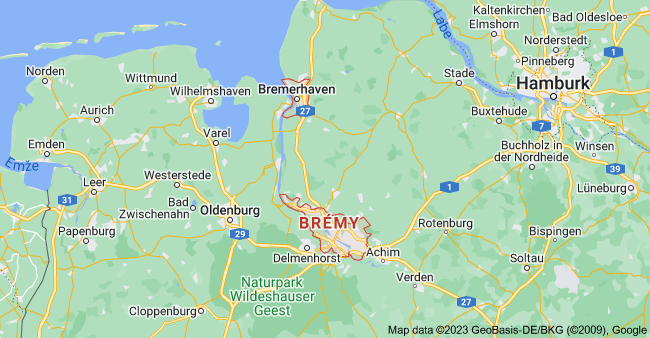 Kaltenkirchen
Bad Oldesloe
Elmshorn
Labe
Norderstedt
1
Pinneberg
Norden
Wittmund
Wilhelmshaven
Bremerhaven
27
Stade
Hamburk
Aurich
Buxtehude
7
Emden
Varel
Buchholz in
der Nordheide
Winsen
Emže
39
Leer
Westerstede
1
Lüneburg
31
Bad
Zwischenahn
Oldenburg
BRÉMY
Rotenburg
Bispingen
Papenburg
29
Delmenhorst
Achim
Soltau
Naturpark
Wildeshauser
Geest
Verden
27
Cloppenburg
Map data ©2023 GeoBasis-DE/BKG (©2009), Google